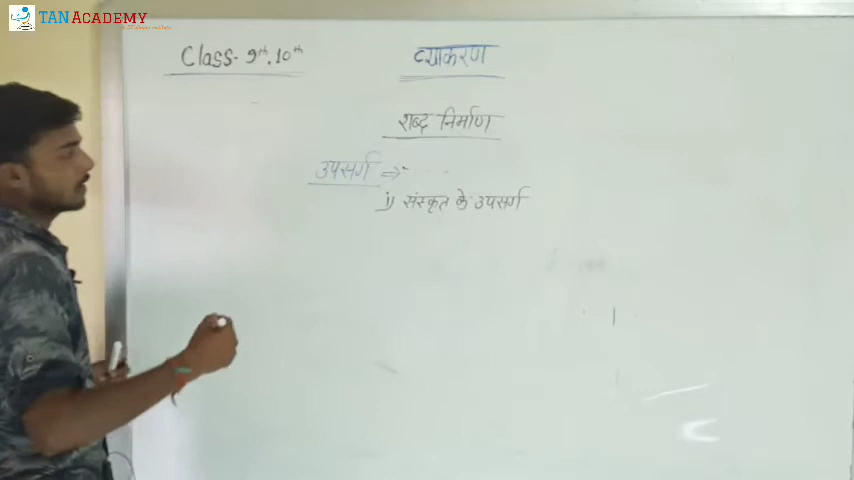 TAN ACADEMY
Class- 9th, 10th
व्याकरण
शब्द निर्माण
उपसर्ग ⇒
i) संस्कृत के उपसर्ग